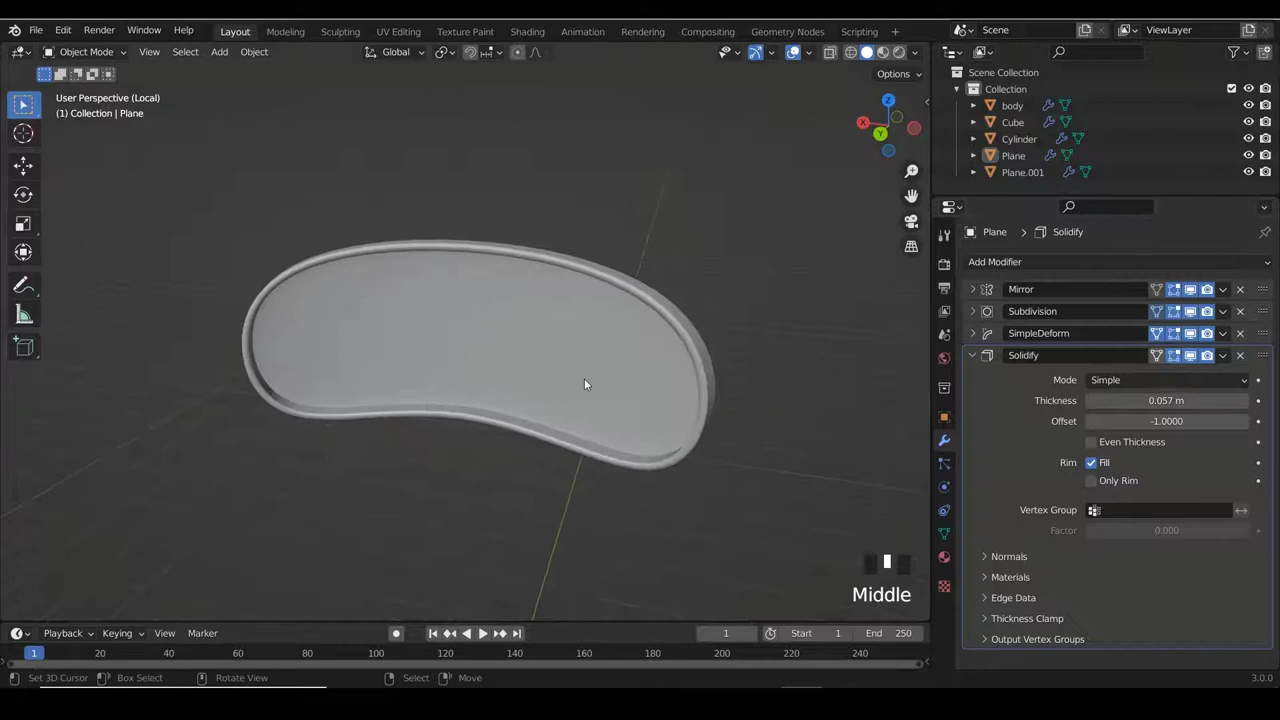 File Edit Render Window Help Layout Modeling Sculpting UV Editing Texture Paint Shading Animation Rendering Compositing Geometry Nodes Scripting Scene ViewLayer
Object Mode View Select Add Object Global
Options
User Perspective (Local)
(1) Collection | Plane
Z
X
Y
Scene Collection
Collection
body
Cube
Cylinder
Plane
Plane.001
Plane Solidify
Add Modifier
Mirror
Subdivision
SimpleDeform
Solidify
Mode Simple
Thickness 0.057 m
Offset -1.0000
Even Thickness
Rim Fill
Only Rim
Vertex Group
Factor 0.000
Normals
Materials
Edge Data
Thickness Clamp
Output Vertex Groups
Middle
Playback Keying View Marker 1 Start 1 End 250
1 20 40 60 80 100 120 140 160 180 200 220 240
Set 3D Cursor Box Select Rotate View Select Move 3.0.0